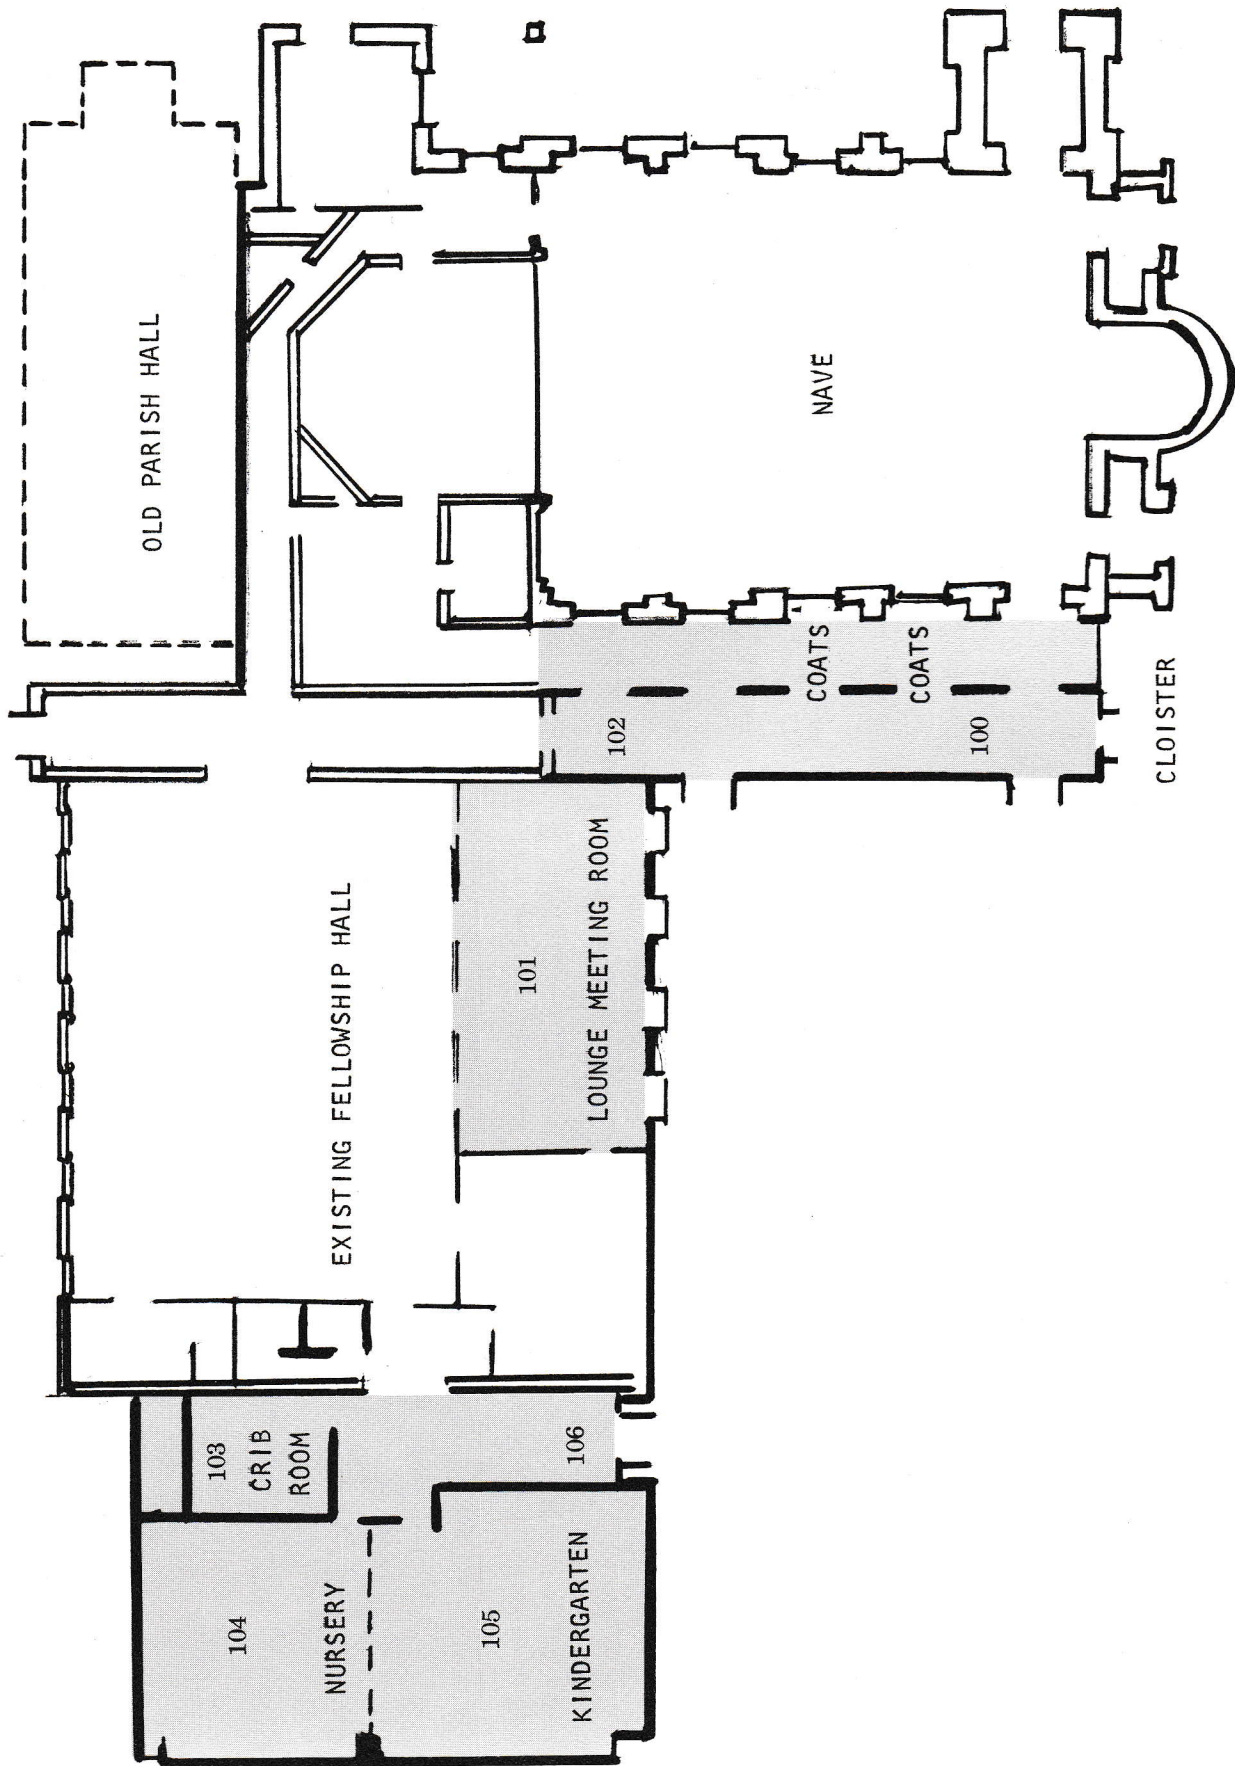 104
NURSERY
105
KINDERGARTEN
103
CRIB
ROOM
106
EXISTING FELLOWSHIP HALL
101
LOUNGE MEETING ROOM
OLD PARISH HALL
102
COATS
COATS
100
CLOISTER
NAVE